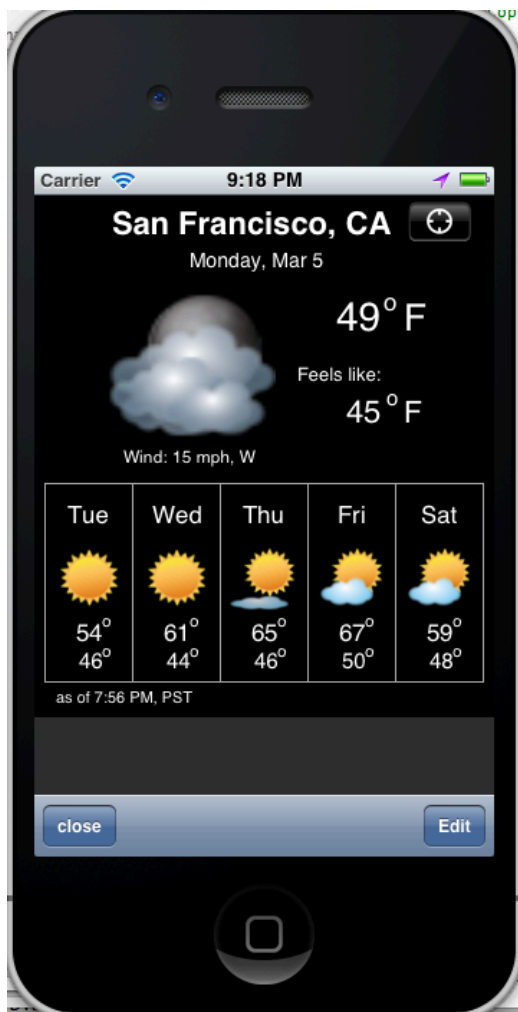 op
Carrier 9:18 PM
San Francisco, CA
Monday, Mar 5
49° F
Feels like:
45° F
Wind: 15 mph, W
Tue Wed Thu Fri Sat
54° 61° 65° 67° 59°
46° 44° 46° 50° 48°
as of 7:56 PM, PST
close Edit